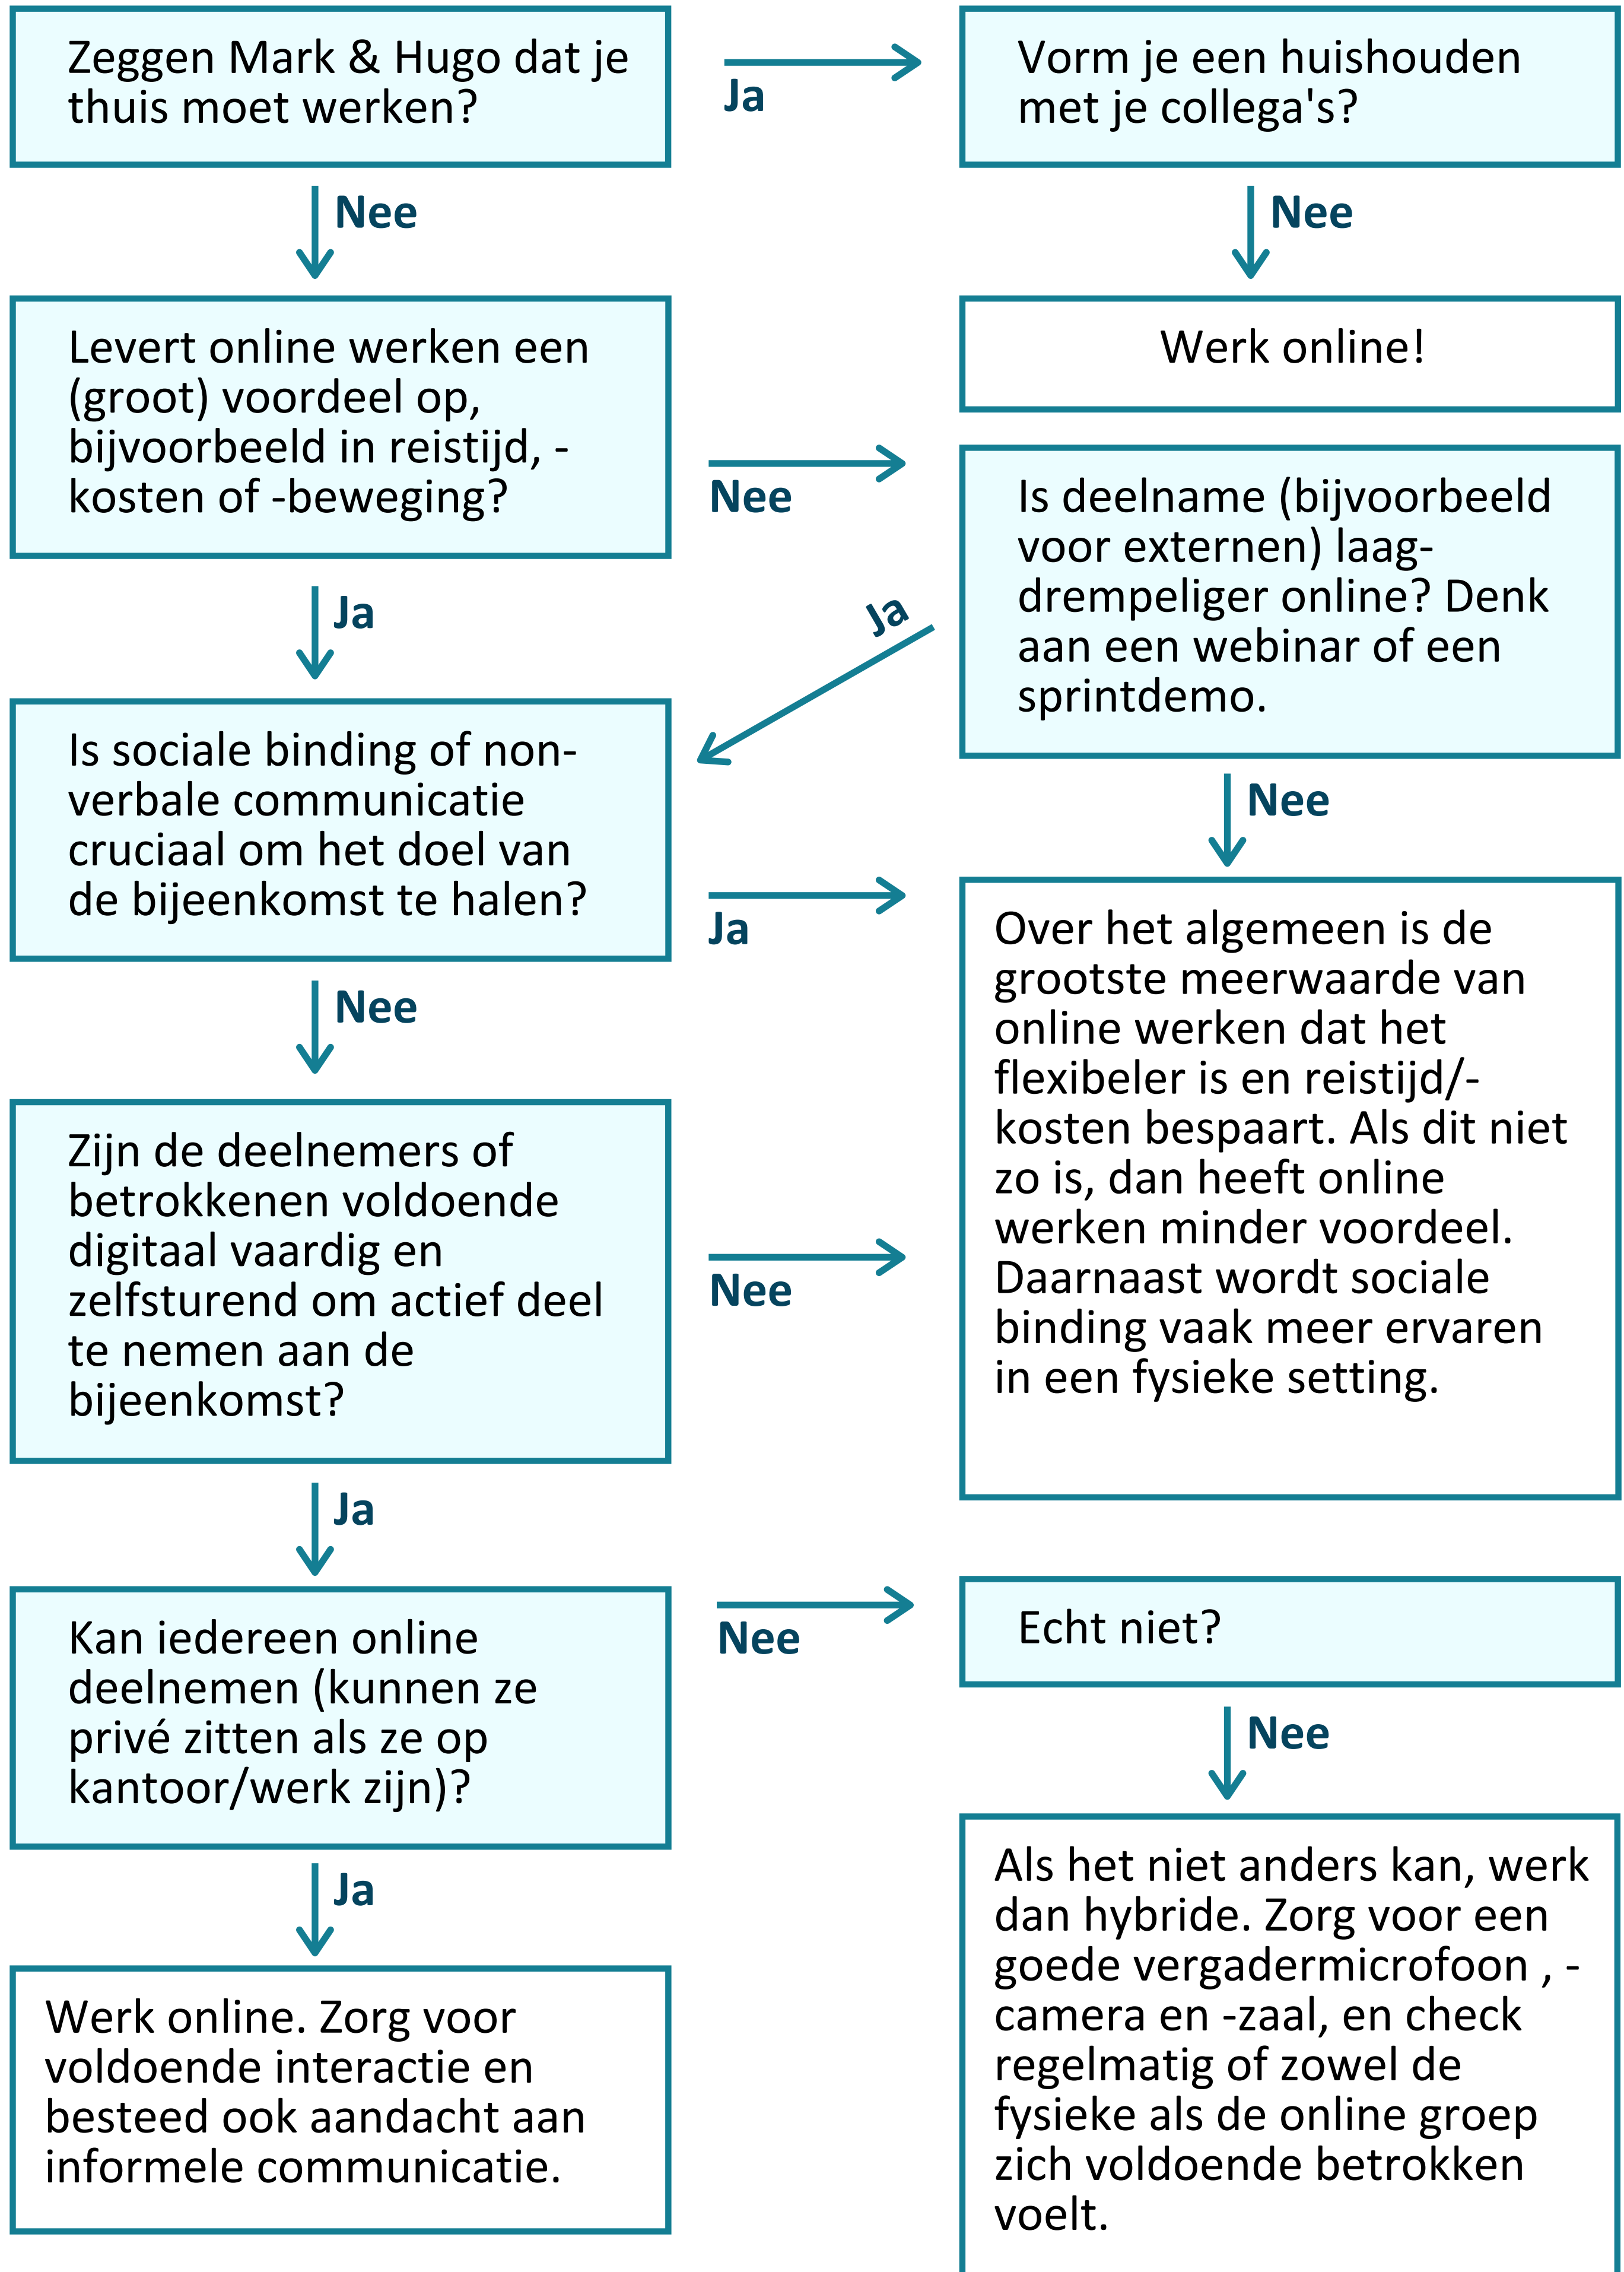 Zeggen Mark & Hugo dat je
thuis moet werken?
Ja
Vorm je een huishouden
met je collega's?
Nee
Nee
Levert online werken een
(groot) voordeel op,
bijvoorbeeld in reistijd, -
kosten of -beweging?
Werk online!
Nee
Is deelname (bijvoorbeeld
voor externen) laag-
drempeliger online? Denk
aan een webinar of een
sprintdemo.
Ja
Ja
Is sociale binding of non-
verbale communicatie
cruciaal om het doel van
de bijeenkomst te halen?
Nee
Ja
Over het algemeen is de
grootste meerwaarde van
online werken dat het
flexibeler is en reistijd/-
kosten bespaart. Als dit niet
zo is, dan heeft online
werken minder voordeel.
Daarnaast wordt sociale
binding vaak meer ervaren
in een fysieke setting.
Nee
Zijn de deelnemers of
betrokkenen voldoende
digitaal vaardig en
zelfsturend om actief deel
te nemen aan de
bijeenkomst?
Nee
Ja
Kan iedereen online
deelnemen (kunnen ze
privé zitten als ze op
kantoor/werk zijn)?
Nee
Echt niet?
Nee
Ja
Werk online. Zorg voor
voldoende interactie en
besteed ook aandacht aan
informele communicatie.
Als het niet anders kan, werk
dan hybride. Zorg voor een
goede vergadermicrofoon , -
camera en -zaal, en check
regelmatig of zowel de
fysieke als de online groep
zich voldoende betrokken
voelt.